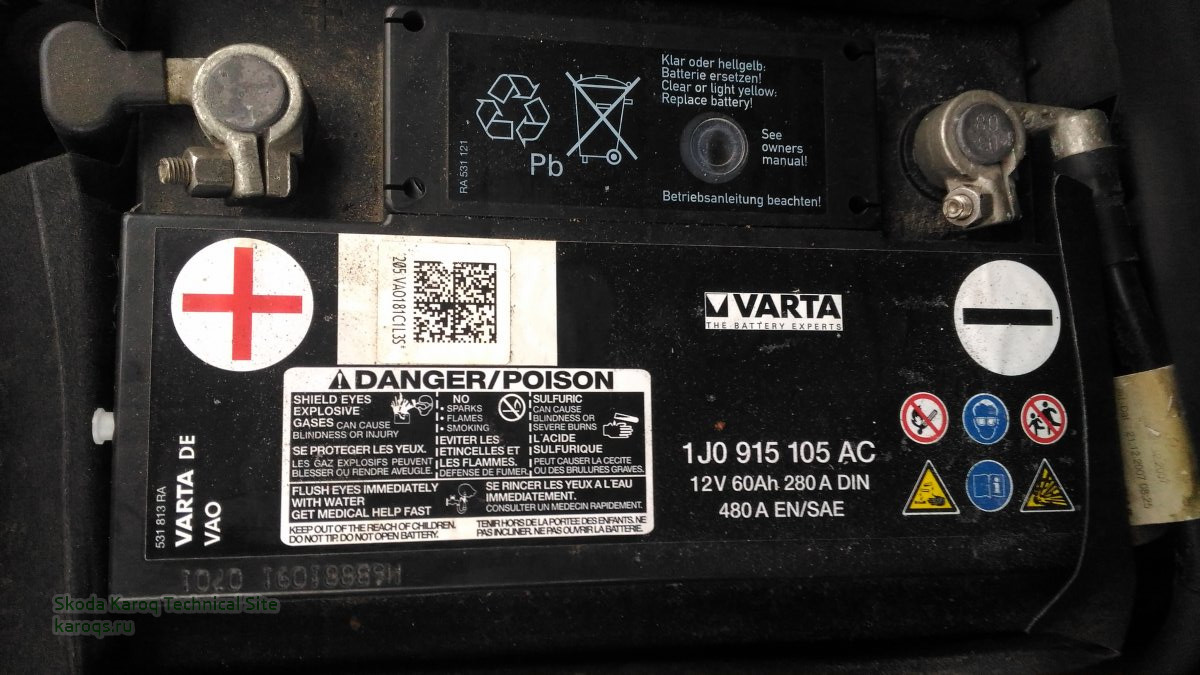 Klar oder hellgelb:
Batterie ersetzen!
Clear or light yellow:
Replace battery!
See
owners
manual!
Betriebsanleitung beachten!
Pb
RA 531 121
205 VA0181C1L3S*
VARTA
THE BATTERY EXPERTS
DANGER/POISON
SHIELD EYES
EXPLOSIVE
GASES CAN CAUSE
BLINDNESS OR INJURY
NO
• SPARKS
• FLAMES
• SMOKING
SULFURIC
CAN CAUSE
BLINDNESS OR
SEVERE BURNS
SE PROTEGER LES YEUX.
LES GAZ EXPLOSIFS PEUVENT
BLESSER OU RENDRE AVEUGLE.
EVITER LES
ETINCELLES ET
LES FLAMMES.
DEFENSE DE FUMER.
L'ACIDE
SULFURIQUE
PEUT CAUSER LA CECITE
OU DES BRULURES GRAVES.
FLUSH EYES IMMEDIATELY
WITH WATER
GET MEDICAL HELP FAST
SE RINCER LES YEUX A L'EAU
IMMEDIATEMENT.
CONSULTER UN MEDECIN RAPIDEMENT.
KEEP OUT OF THE REACH OF CHILDREN.
DO NOT TIP. DO NOT OPEN BATTERY.
TENIR HORS DE LA PORTEE DES ENFANTS. NE
PAS INCLINER. NE PAS OUVRIR LA BATTERIE.
1J0 915 105 AC
12V 60Ah 280 A DIN
480 A EN/SAE
531 813 RA
VARTA DE
VAO
Skoda Karoq Technical Site
karoqs.ru